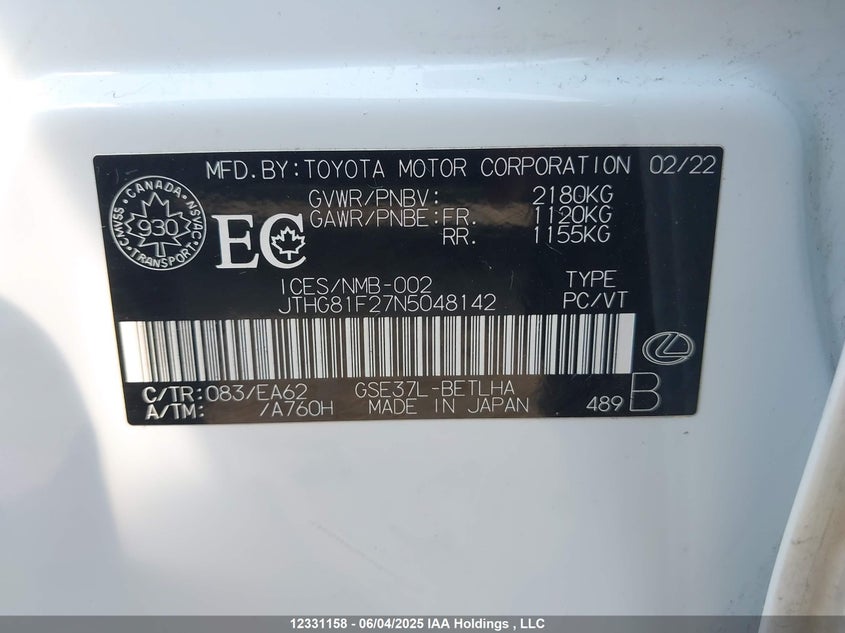 MFD.BY:TOYOTA MOTOR CORPORATION 02/22
GVWR/PNBV: 2180KG
GAWR/PNBE:FR. 1120KG
RR. 1155KG
CANADA
CMVSS 930 NSVAC
TRANSPORT
EC
ICES/NMB-002 TYPE
JTHG81F27N5048142 PC/VT
C/TR:083/EA62 GSE37L-BETLHA
A/TM: /A760H MADE IN JAPAN 489 B
12331158 - 06/04/2025 IAA Holdings , LLC